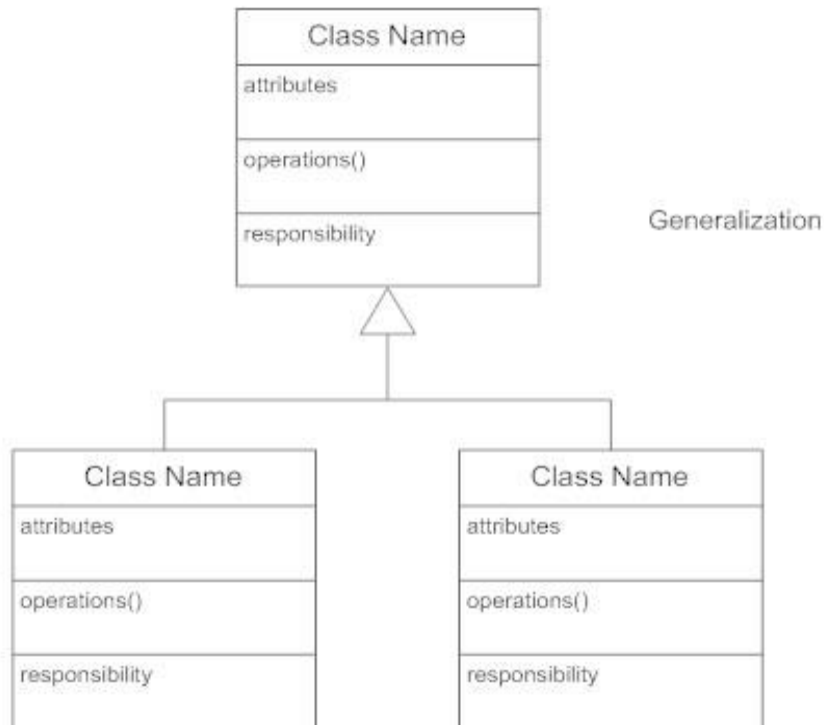 Class Name
attributes
operations()
responsibility
Generalization
Class Name
attributes
operations()
responsibility
Class Name
attributes
operations()
responsibility